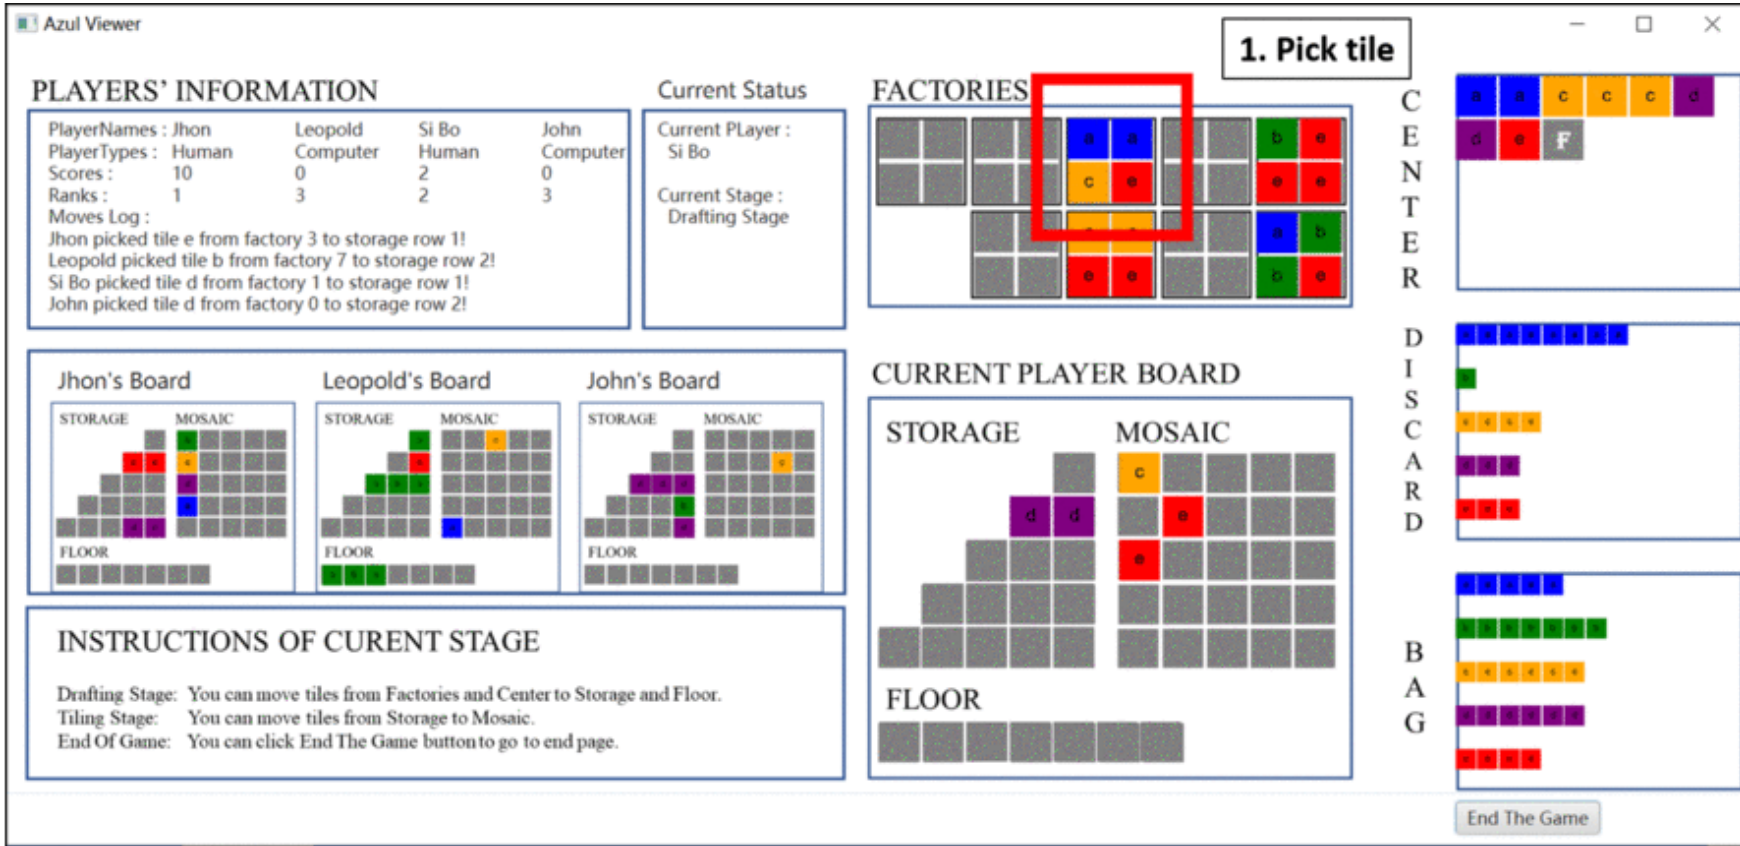 Azul Viewer
1. Pick tile
PLAYERS' INFORMATION
PlayerNames : Jhon Leopold Si Bo John
PlayerTypes : Human Computer Human Computer
Scores : 10 0 2 0
Ranks : 1 3 2 3
Moves Log :
Jhon picked tile e from factory 3 to storage row 1!
Leopold picked tile b from factory 7 to storage row 2!
Si Bo picked tile d from factory 1 to storage row 1!
John picked tile d from factory 0 to storage row 2!
Current Status
Current PLayer :
Si Bo
Current Stage :
Drafting Stage
FACTORIES
a a b e
c e e e
a b
e e b e
CENTER
a a c c c d
d e F
Jhon's Board
STORAGE MOSAIC
FLOOR
Leopold's Board
STORAGE MOSAIC
FLOOR
John's Board
STORAGE MOSAIC
FLOOR
INSTRUCTIONS OF CURENT STAGE
Drafting Stage: You can move tiles from Factories and Center to Storage and Floor.
Tiling Stage: You can move tiles from Storage to Mosaic.
End Of Game: You can click End The Game button to go to end page.
CURRENT PLAYER BOARD
STORAGE MOSAIC
c
d d e
e
FLOOR
DISCARD
BAG
End The Game